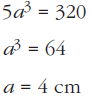 5a³ = 320
a³ = 64
a = 4 cm